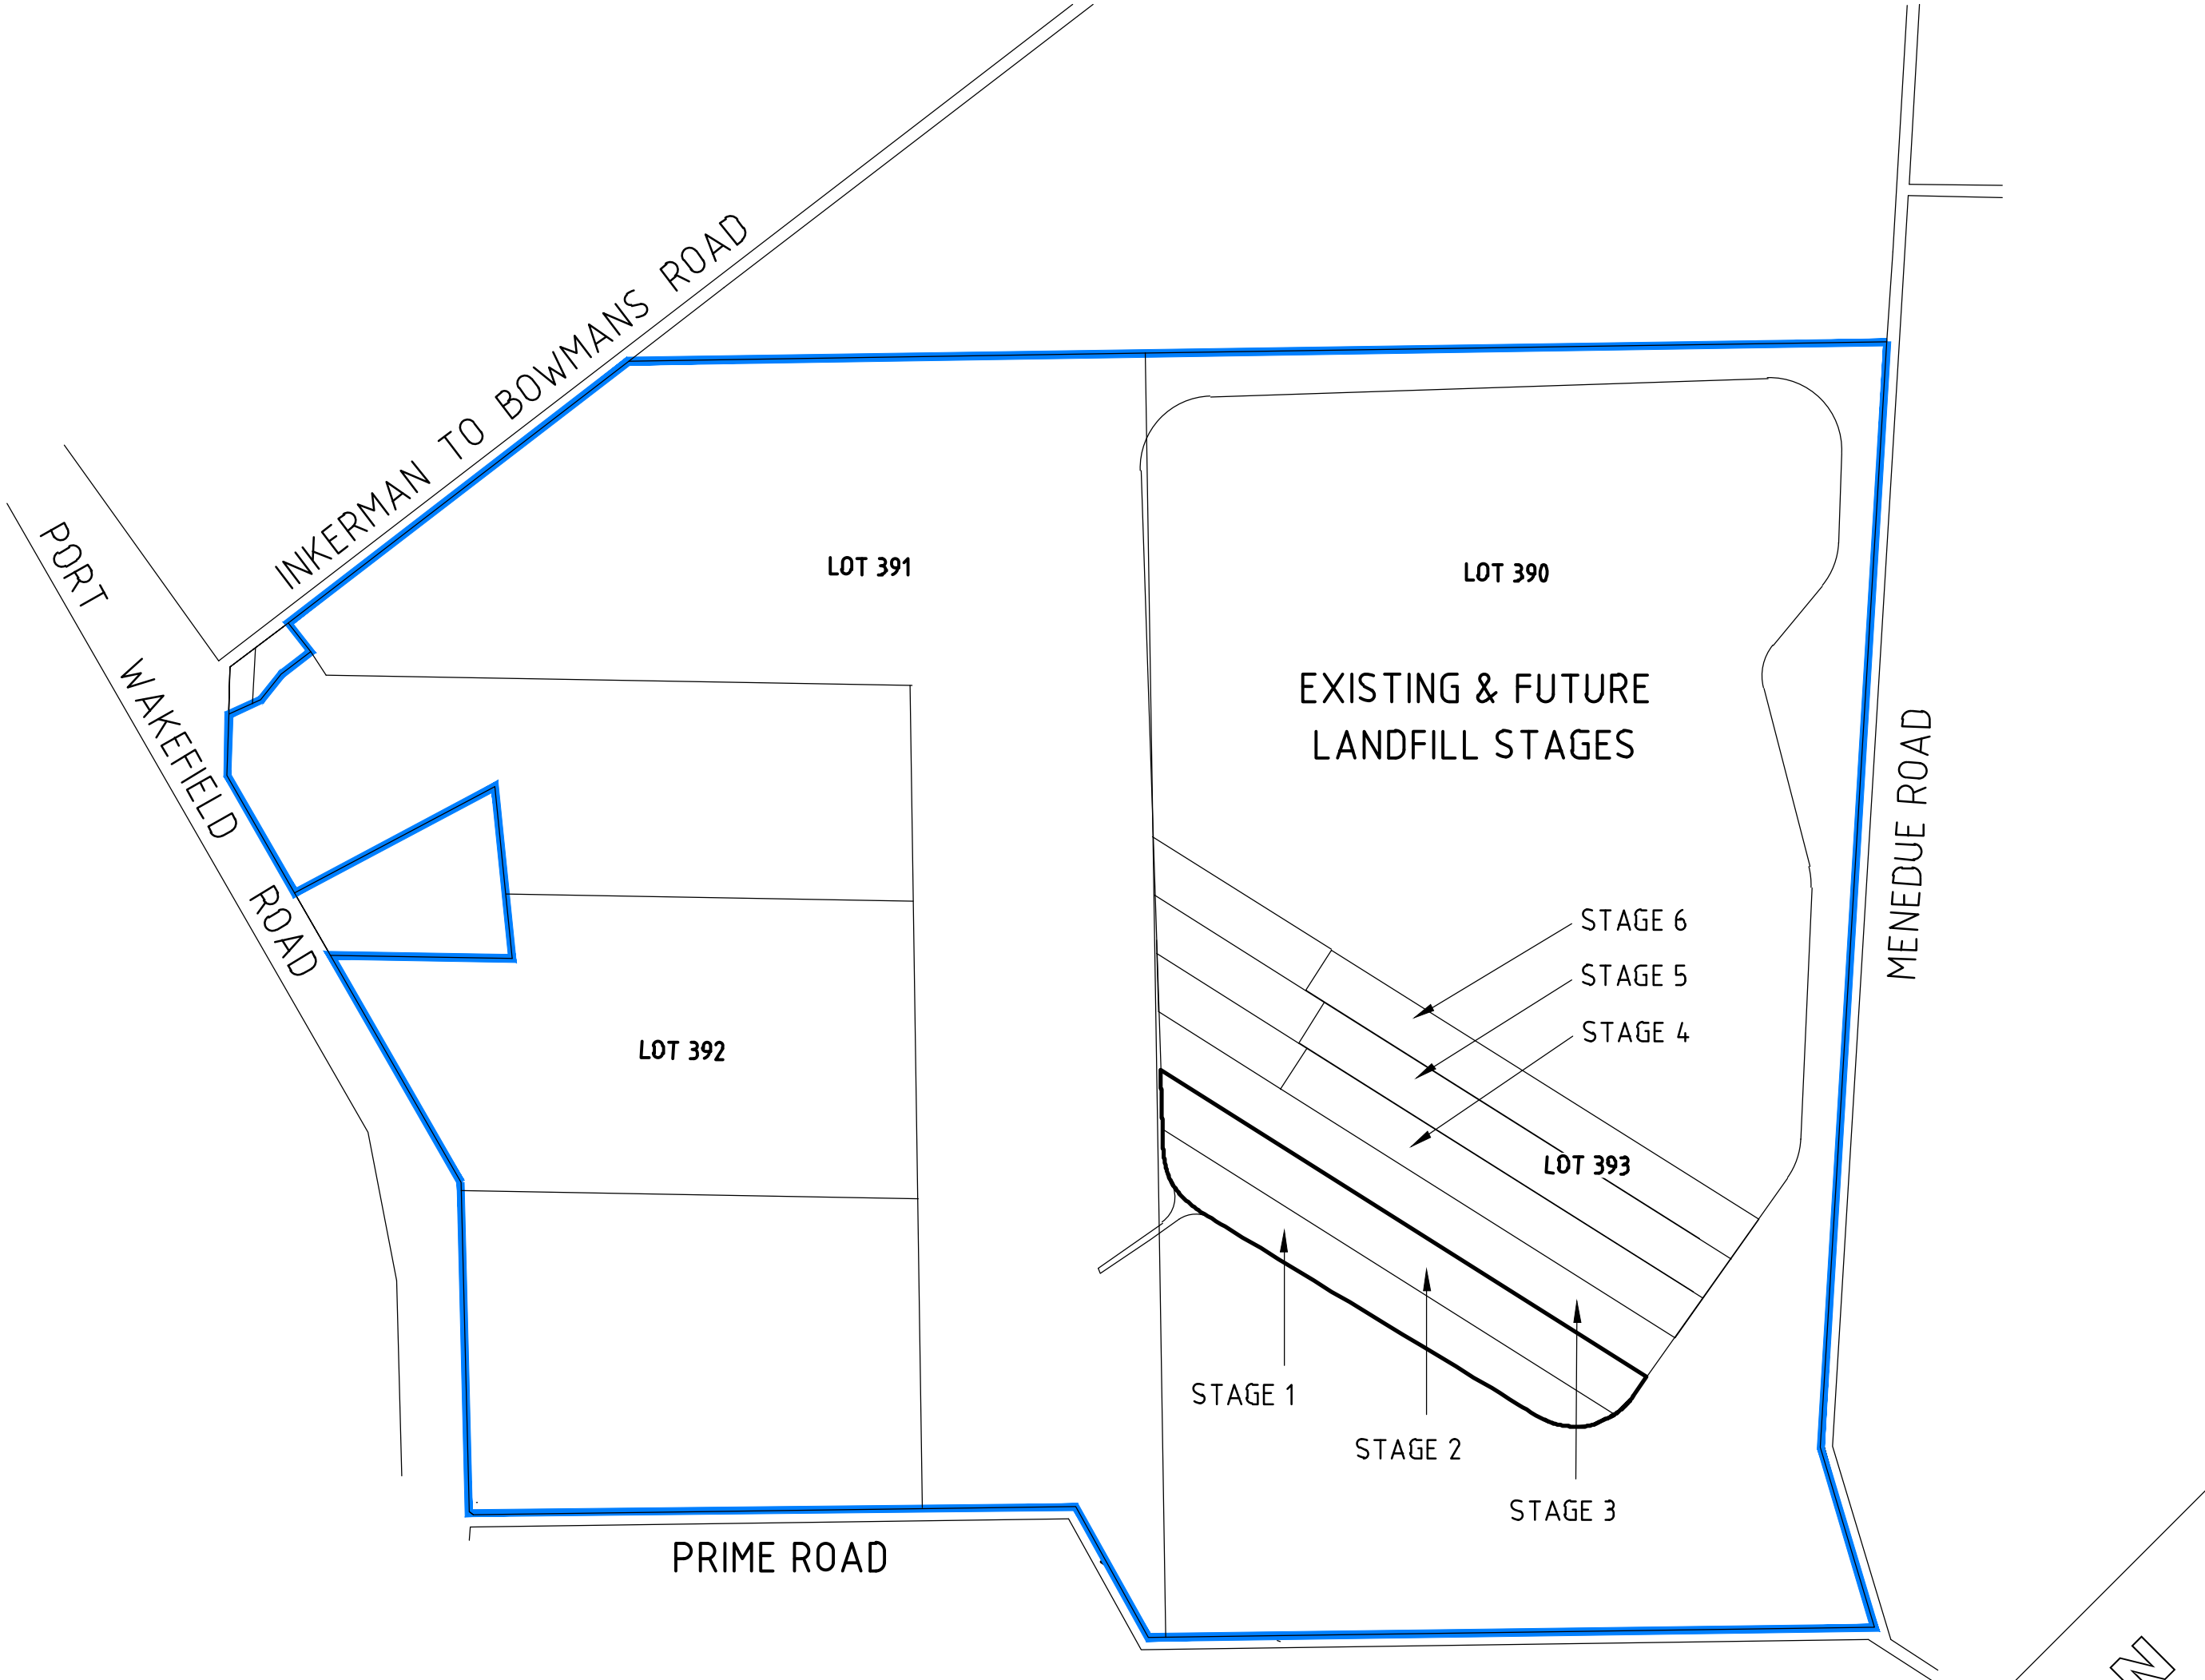 INKERMAN TO BOWMANS ROAD
PORT WAKEFIELD ROAD
LOT 391
LOT 390
EXISTING & FUTURE
LANDFILL STAGES
MENEDUE ROAD
STAGE 6
STAGE 5
STAGE 4
LOT 392
LOT 393
STAGE 1
STAGE 2
STAGE 3
PRIME ROAD